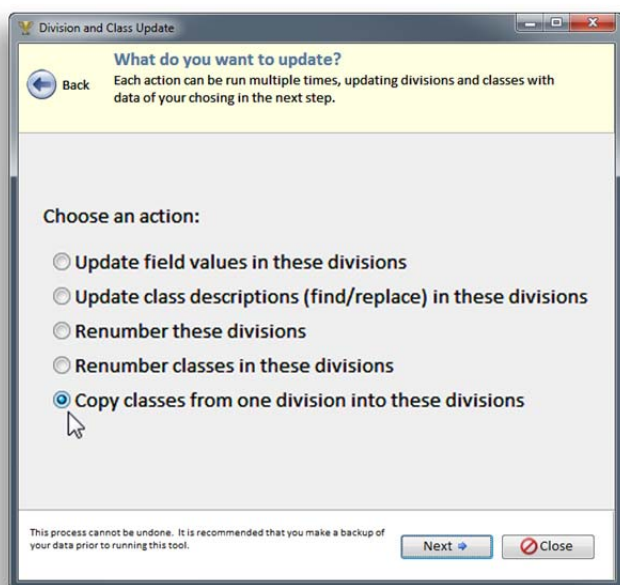 Division and Class Update
What do you want to update?
Back
Each action can be run multiple times, updating divisions and classes with
data of your chosing in the next step.
Choose an action:
Update field values in these divisions
Update class descriptions (find/replace) in these divisions
Renumber these divisions
Renumber classes in these divisions
Copy classes from one division into these divisions
This process cannot be undone. It is recommended that you make a backup of
your data prior to running this tool.
Next
Close